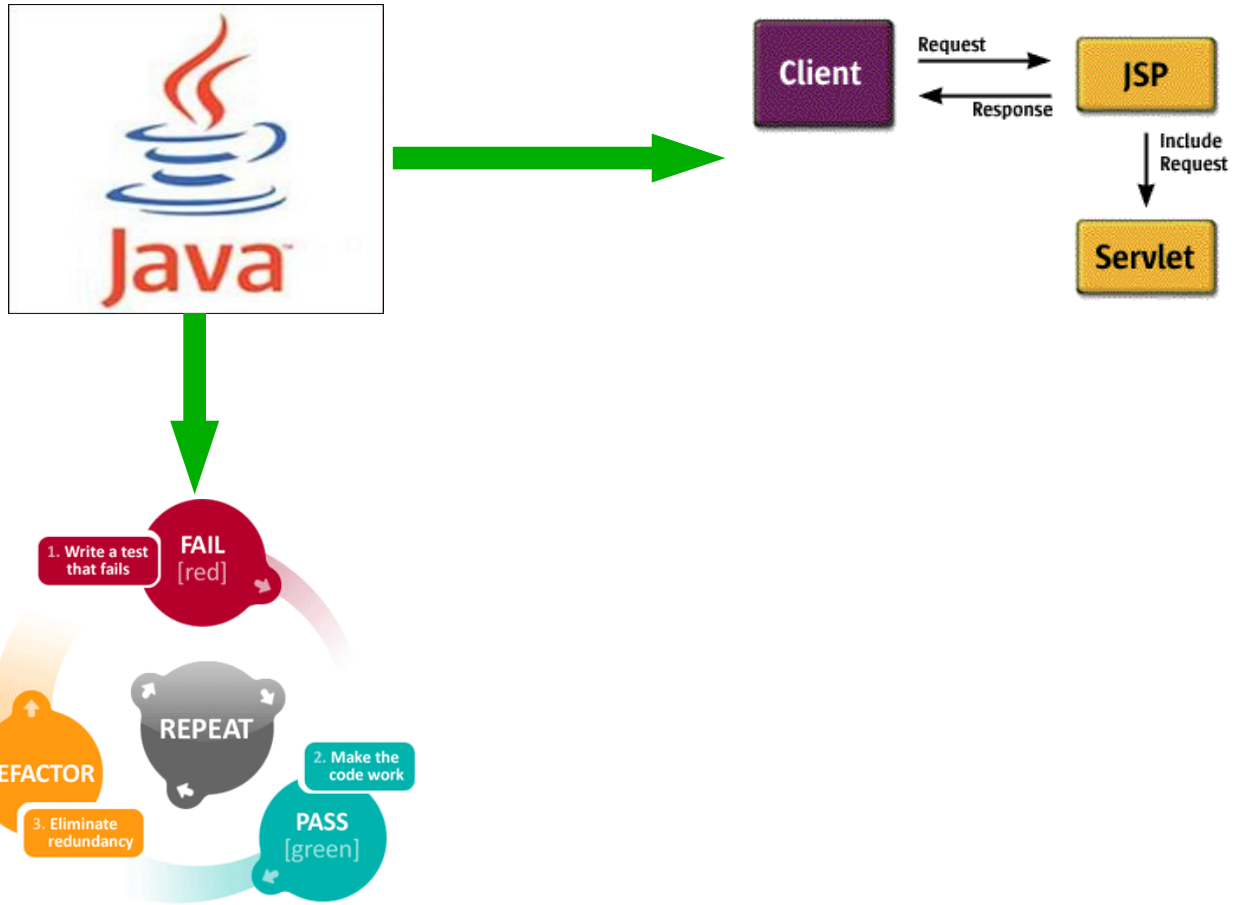 Java™
Client
Request
Response
JSP
Include
Request
Servlet
1. Write a test
that fails
FAIL
[red]
REPEAT
EFACTOR
2. Make the
code work
3. Eliminate
redundancy
PASS
[green]